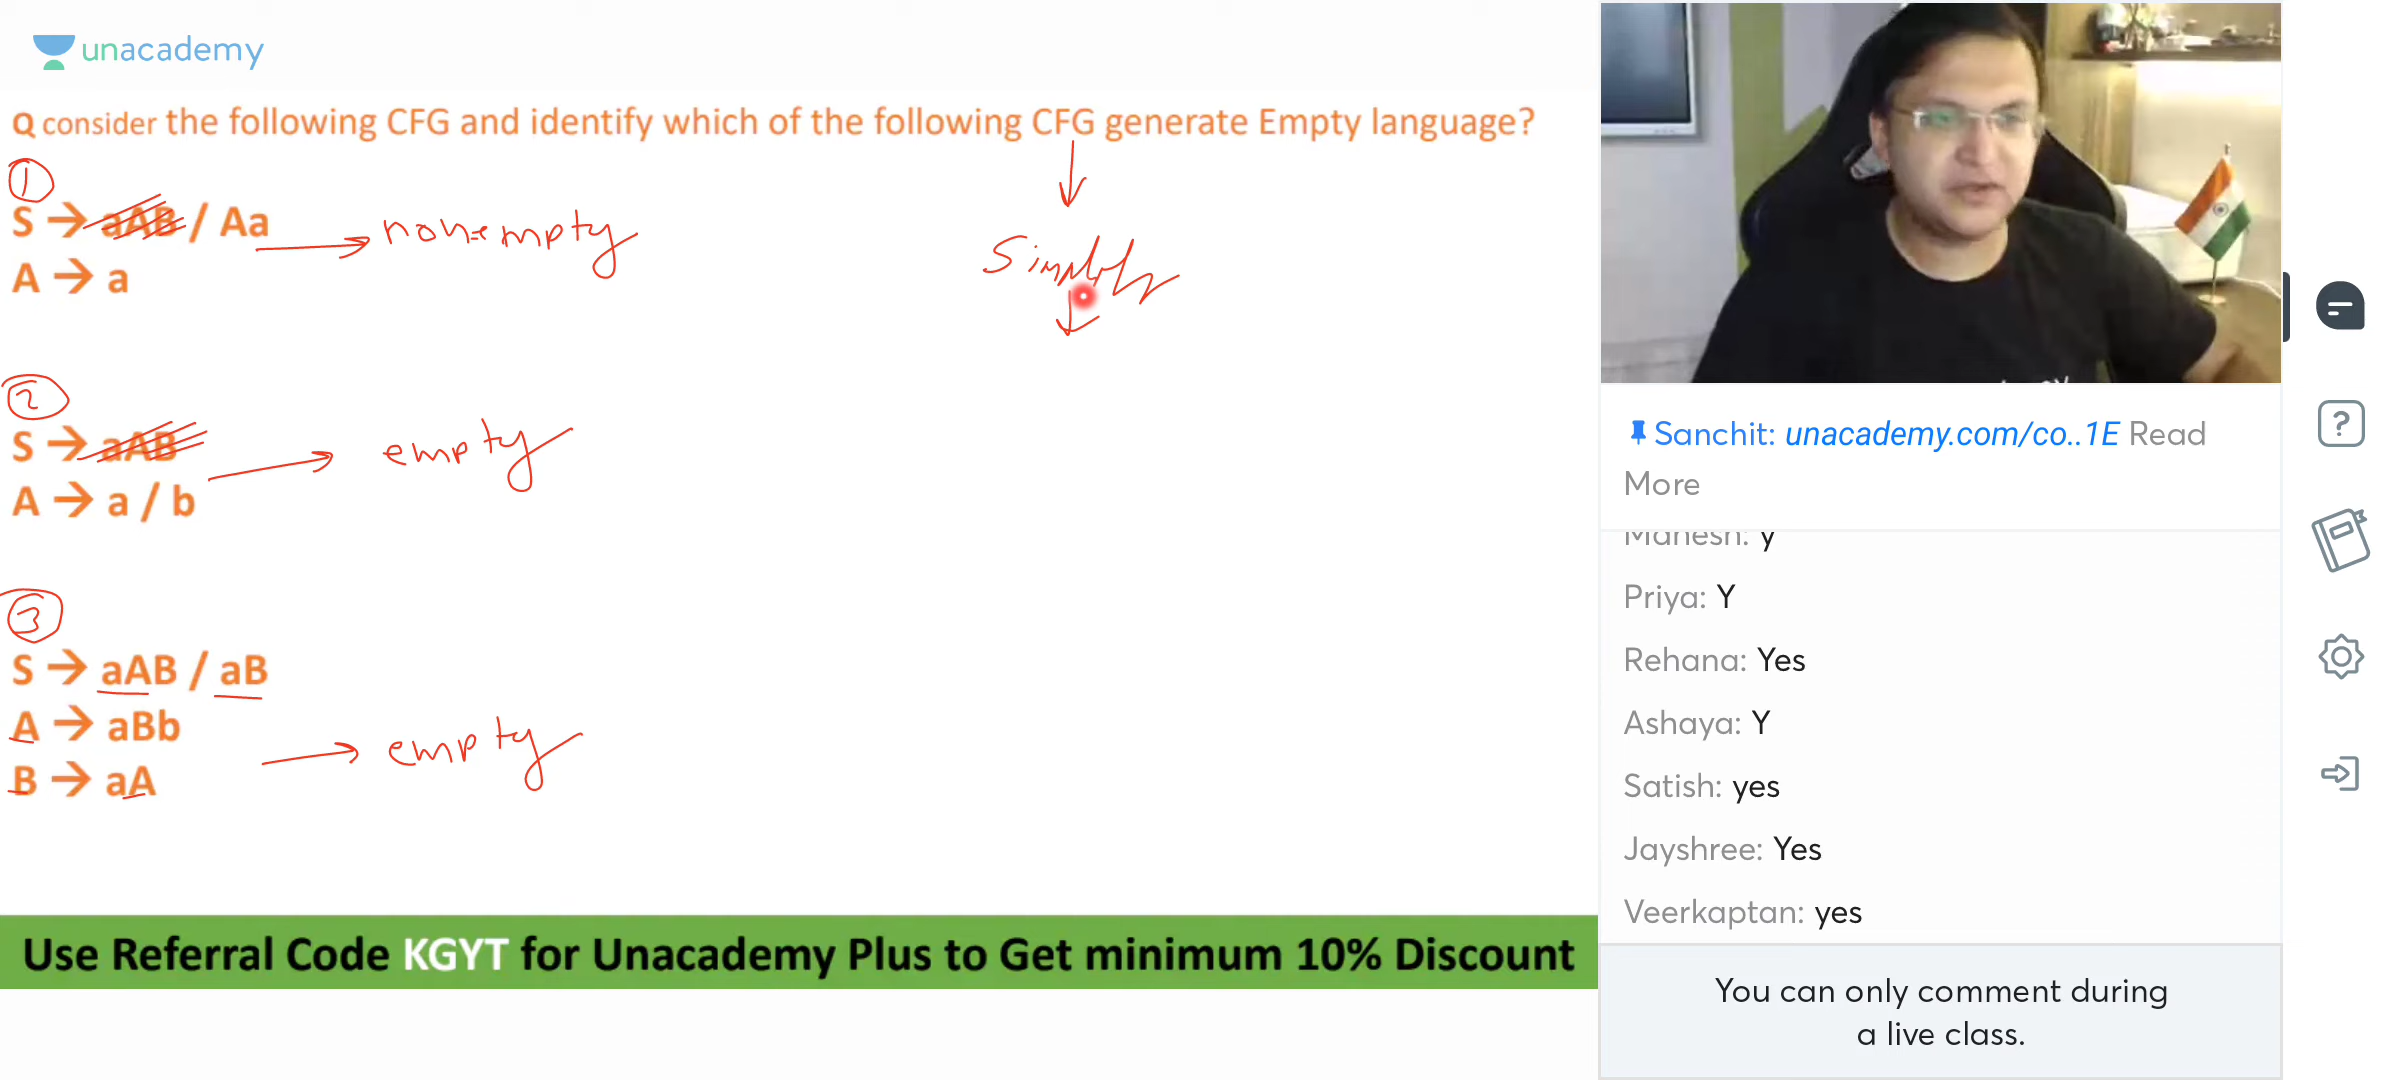 unacademy
Q consider the following CFG and identify which of the following CFG generate Empty language?
1
S → aAB / Aa → non-empty
A → a
Simplify
2
S → aAB → empty
A → a / b
3
S → aAB / aB
A → aBb → empty
B → aA
Use Referral Code KGYT for Unacademy Plus to Get minimum 10% Discount
Sanchit: unacademy.com/co..1E Read
More
Mahesh: y
Priya: Y
Rehana: Yes
Ashaya: Y
Satish: yes
Jayshree: Yes
Veerkaptan: yes
You can only comment during
a live class.